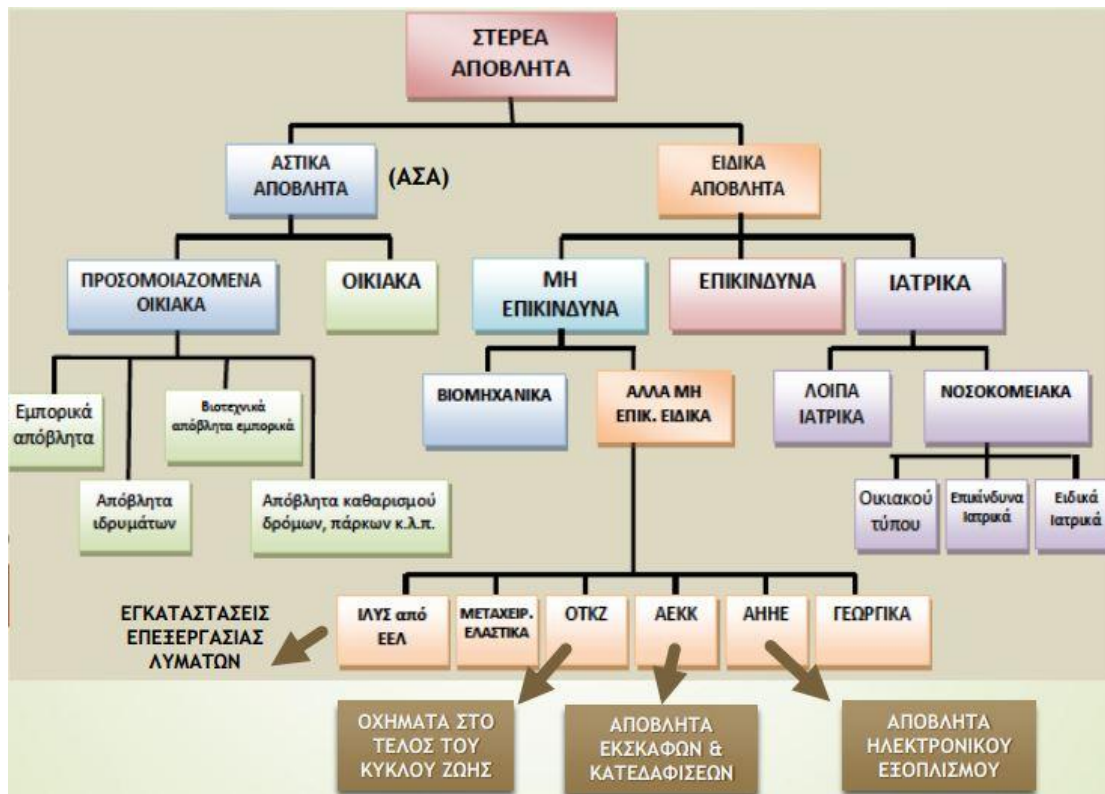 ΣΤΕΡΕΑ
ΑΠΟΒΛΗΤΑ
ΑΣΤΙΚΑ
ΑΠΟΒΛΗΤΑ
(ΑΣΑ)
ΕΙΔΙΚΑ
ΑΠΟΒΛΗΤΑ
ΠΡΟΣΟΜΟΙΑΖΟΜΕΝΑ
ΟΙΚΙΑΚΑ
ΟΙΚΙΑΚΑ
ΜΗ
ΕΠΙΚΙΝΔΥΝΑ
ΕΠΙΚΙΝΔΥΝΑ
ΙΑΤΡΙΚΑ
Εμπορικά
απόβλητα
Βιοτεχνικά
απόβλητα εμπορικά
ΒΙΟΜΗΧΑΝΙΚΑ
ΑΛΛΑ ΜΗ
ΕΠΙΚ. ΕΙΔΙΚΑ
ΛΟΙΠΑ
ΙΑΤΡΙΚΑ
ΝΟΣΟΚΟΜΕΙΑΚΑ
Απόβλητα
ιδρυμάτων
Απόβλητα καθαρισμού
δρόμων, πάρκων κ.λ.π.
Οικιακού
τύπου
Επικίνδυνα
Ιατρικά
Ειδικά
Ιατρικά
ΕΓΚΑΤΑΣΤΑΣΕΙΣ
ΕΠΕΞΕΡΓΑΣΙΑΣ
ΛΥΜΑΤΩΝ
ΙΛΥΣ από
ΕΕΛ
ΜΕΤΑΧΕΙΡ.
ΕΛΑΣΤΙΚΑ
ΟΤΚΖ
ΑΕΚΚ
ΑΗΗΕ
ΓΕΩΡΓΙΚΑ
ΟΧΗΜΑΤΑ ΣΤΟ
ΤΕΛΟΣ ΤΟΥ
ΚΥΚΛΟΥ ΖΩΗΣ
ΑΠΟΒΛΗΤΑ
ΕΚΣΚΑΦΩΝ &
ΚΑΤΕΔΑΦΙΣΕΩΝ
ΑΠΟΒΛΗΤΑ
ΗΛΕΚΤΡΟΝΙΚΟΥ
ΕΞΟΠΛΙΣΜΟΥ